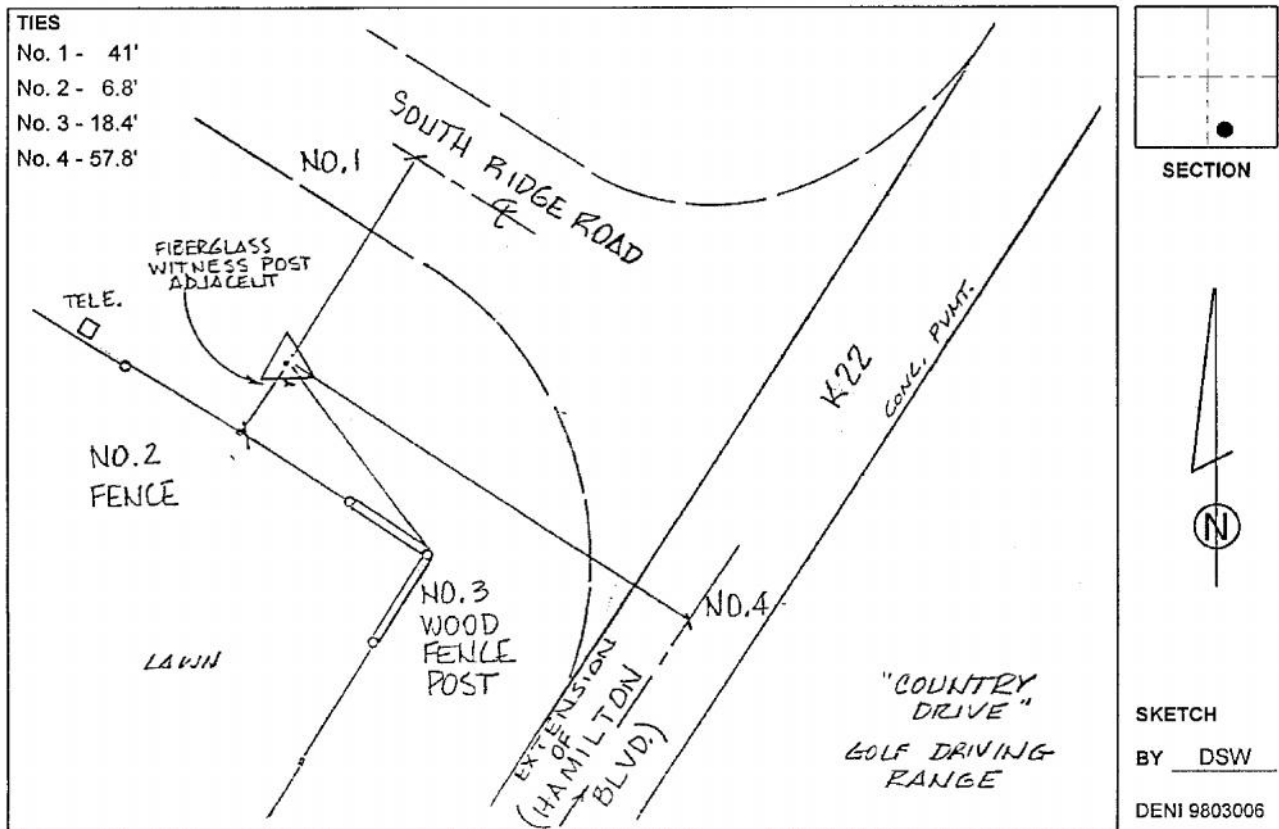 TIES
No. 1 - 41'
No. 2 - 6.8'
No. 3 - 18.4'
No. 4 - 57.8'
NO.1
SOUTH RIDGE ROAD
℄
FIBERGLASS
WITNESS POST
ADJACENT
TELE.
NO.2
FENCE
K22
CONC. PVMT.
NO.3
WOOD
FENCE
POST
NO.4
LAWN
EXTENSION
OF
(HAMILTON
BLVD.)
"COUNTRY
DRIVE"
GOLF DRIVING
RANGE
SECTION
N
SKETCH
BY DSW
DENI 9803006